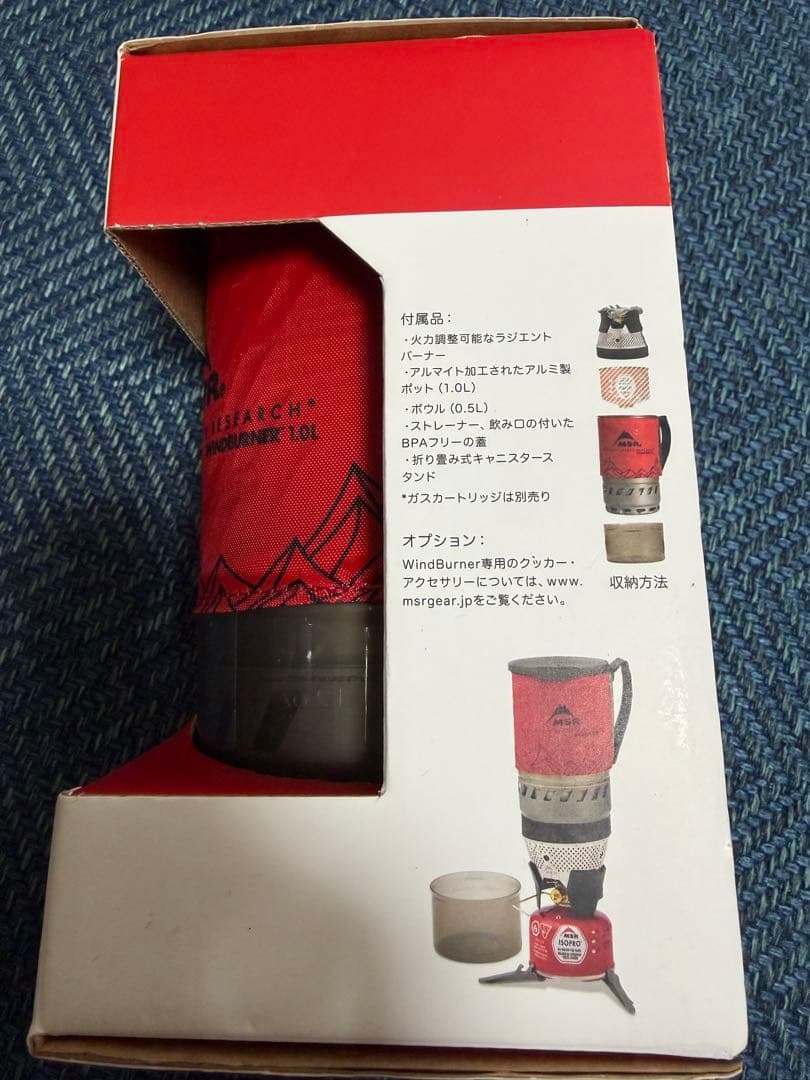 R®
RESEARCH®
WINDBURNER™ 1.0L
付属品：
・火力調整可能なラジエント
バーナー
・アルマイト加工されたアルミ製
ポット（1.0L）
・ボウル（0.5L）
・ストレーナー、飲み口の付いた
BPAフリーの蓋
・折り畳み式キャニスタース
タンド
*ガスカートリッジは別売り
オプション：
WindBurner専用のクッカー・
アクセサリーについては、www.
msrgear.jpをご覧ください。
収納方法
MSR
MSR
MSR
ISOPRO